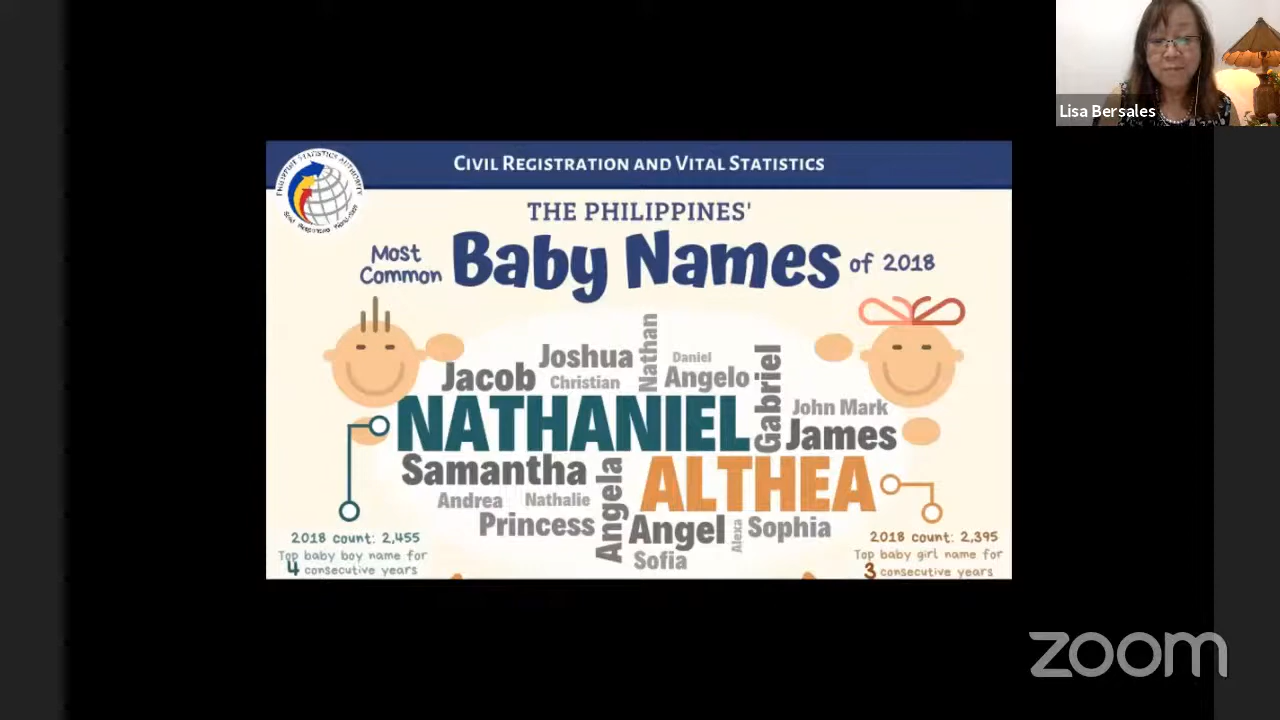 Lisa Bersales
PHILIPPINE STATISTICS AUTHORITY
CIVIL REGISTRATION AND VITAL STATISTICS
THE PHILIPPINES'
Most Common
Baby Names
of 2018
Nathan
Joshua
Daniel
Jacob
Christian
Angelo
Gabriel
NATHANIEL
John Mark
James
Samantha
Angela
ALTHEA
Andrea
Nathalie
Princess
Angel
Alexa
Sophia
Sofia
2018 count: 2,455
Top baby boy name for
4 consecutive years
2018 count: 2,395
Top baby girl name for
3 consecutive years
zoom